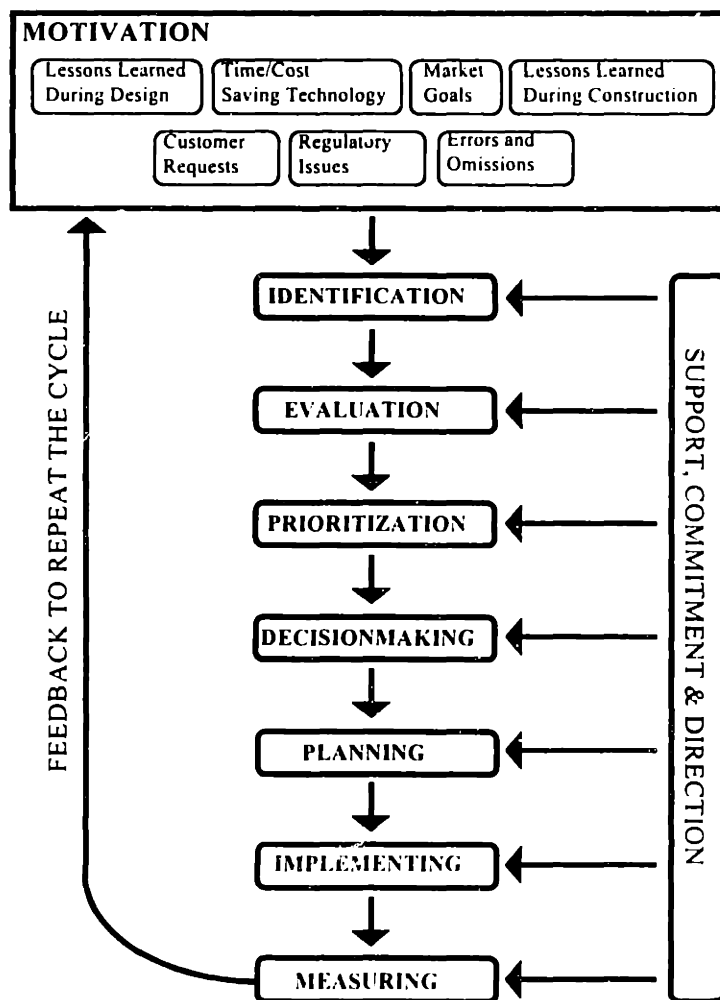 MOTIVATION
Lessons Learned
During Design
Time/Cost
Saving Technology
Market
Goals
Lessons Learned
During Construction
Customer
Requests
Regulatory
Issues
Errors and
Omissions
IDENTIFICATION
EVALUATION
PRIORITIZATION
DECISIONMAKING
PLANNING
IMPLEMENTING
MEASURING
FEEDBACK TO REPEAT THE CYCLE
SUPPORT, COMMITMENT & DIRECTION